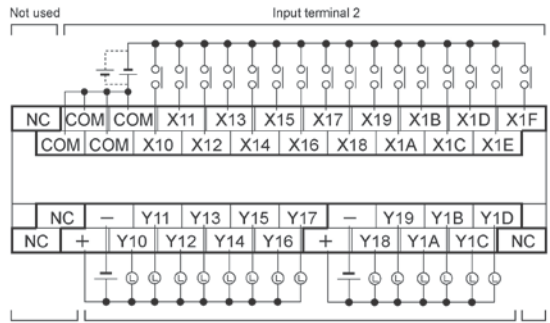 Not used Input terminal 2
NC COM COM X11 X13 X15 X17 X19 X1B X1D X1F
COM COM X10 X12 X14 X16 X18 X1A X1C X1E
NC − Y11 Y13 Y15 Y17 − Y19 Y1B Y1D
NC + Y10 Y12 Y14 Y16 + Y18 Y1A Y1C NC
L L L L L L L L L L L L L L